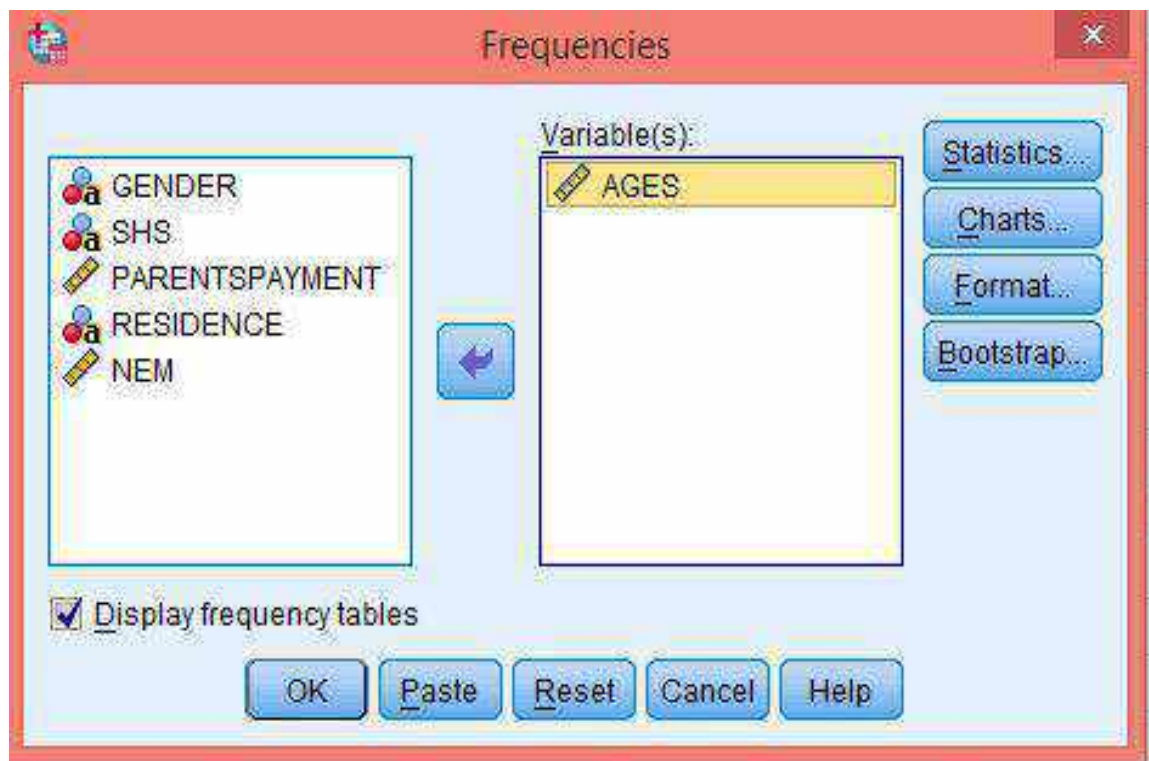 Frequencies
Variable(s):
GENDER
SHS
PARENTSPAYMENT
RESIDENCE
NEM
AGES
Statistics...
Charts...
Format...
Bootstrap...
Display frequency tables
OK Paste Reset Cancel Help